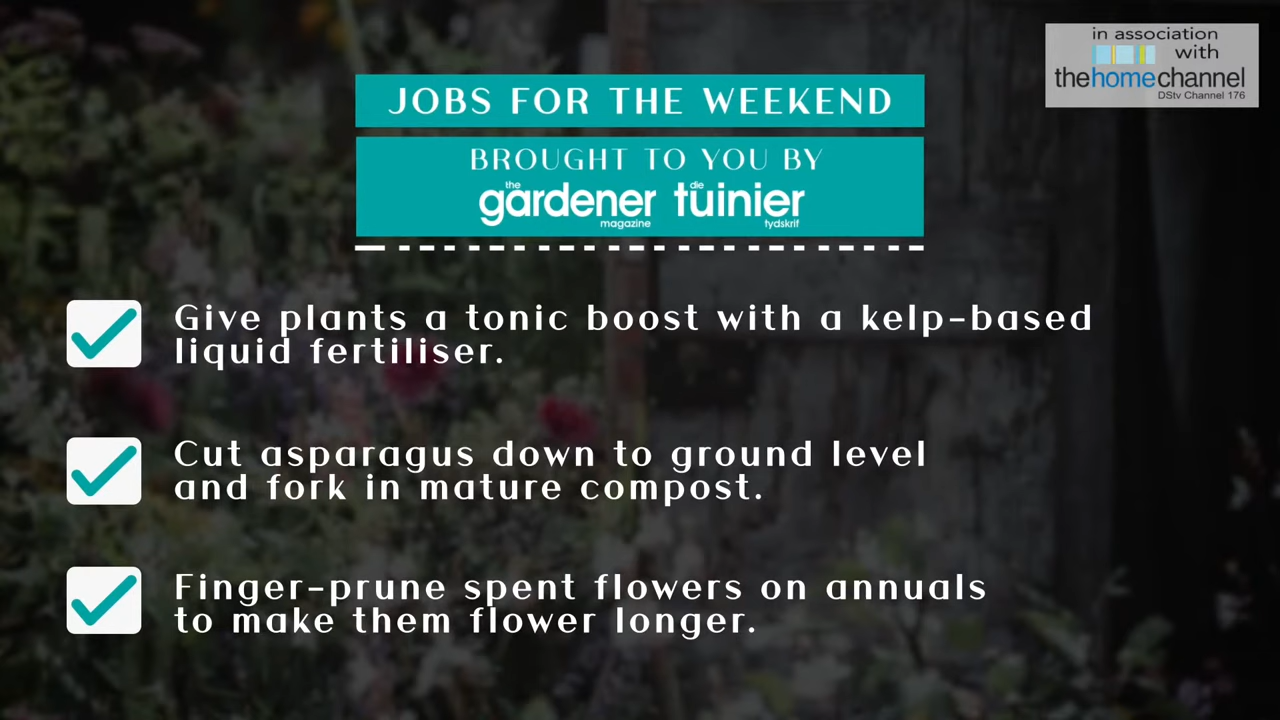 in association
with
thehomechannel
DStv Channel 176
JOBS FOR THE WEEKEND
BROUGHT TO YOU BY
the gardener magazine
die tuinier tydskrif
Give plants a tonic boost with a kelp-based
liquid fertiliser.
Cut asparagus down to ground level
and fork in mature compost.
Finger-prune spent flowers on annuals
to make them flower longer.